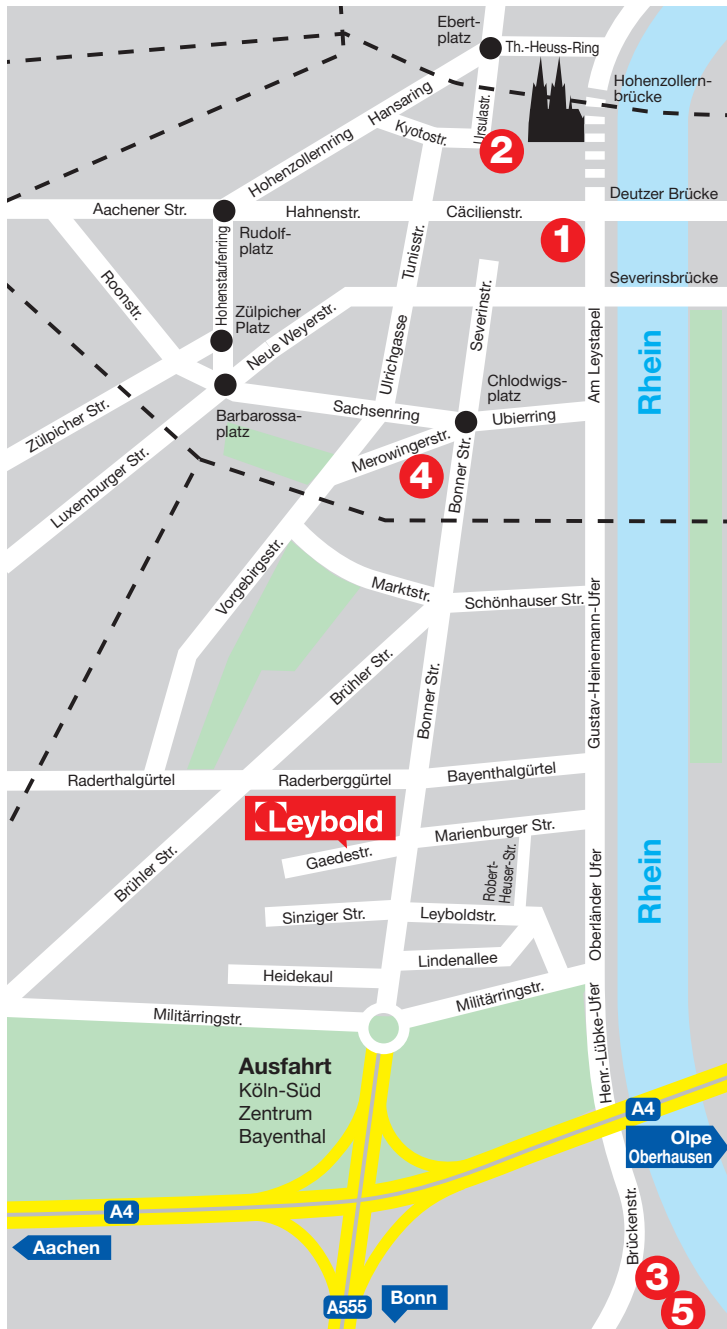 Ebert-
platz
Th.-Heuss-Ring
Hohenzollern-
brücke
Hansaring
Ursulastr.
Kyotostr.
2
Hohenzollernring
Deutzer Brücke
Aachener Str.
Hahnenstr.
Cäcilienstr.
1
Rudolf-
platz
Tunisstr.
Roonstr.
Hohenstaufenring
Severinsbrücke
Zülpicher
Platz
Neue Weyerstr.
Severinstr.
Ulrichgasse
Am Leystapel
Rhein
Chlodwigs-
platz
Zülpicher Str.
Barbarossa-
platz
Sachsenring
Ubierring
Merowingerstr.
4
Bonner Str.
Luxemburger Str.
Vorgebirgsstr.
Marktstr.
Schönhauser Str.
Gustav-Heinemann-Ufer
Brühler Str.
Bonner Str.
Raderthalgürtel
Raderberggürtel
Bayenthalgürtel
Leybold
Marienburger Str.
Gaedestr.
Brühler Str.
Robert-
Heuser-Str.
Rhein
Sinziger Str.
Leyboldstr.
Oberländer Ufer
Lindenallee
Heidekaul
Militärringstr.
Militärringstr.
Henr.-Lübke-Ufer
Ausfahrt
Köln-Süd
Zentrum
Bayenthal
A4
Olpe
Oberhausen
A4
Aachen
Brückenstr.
3
5
A555
Bonn